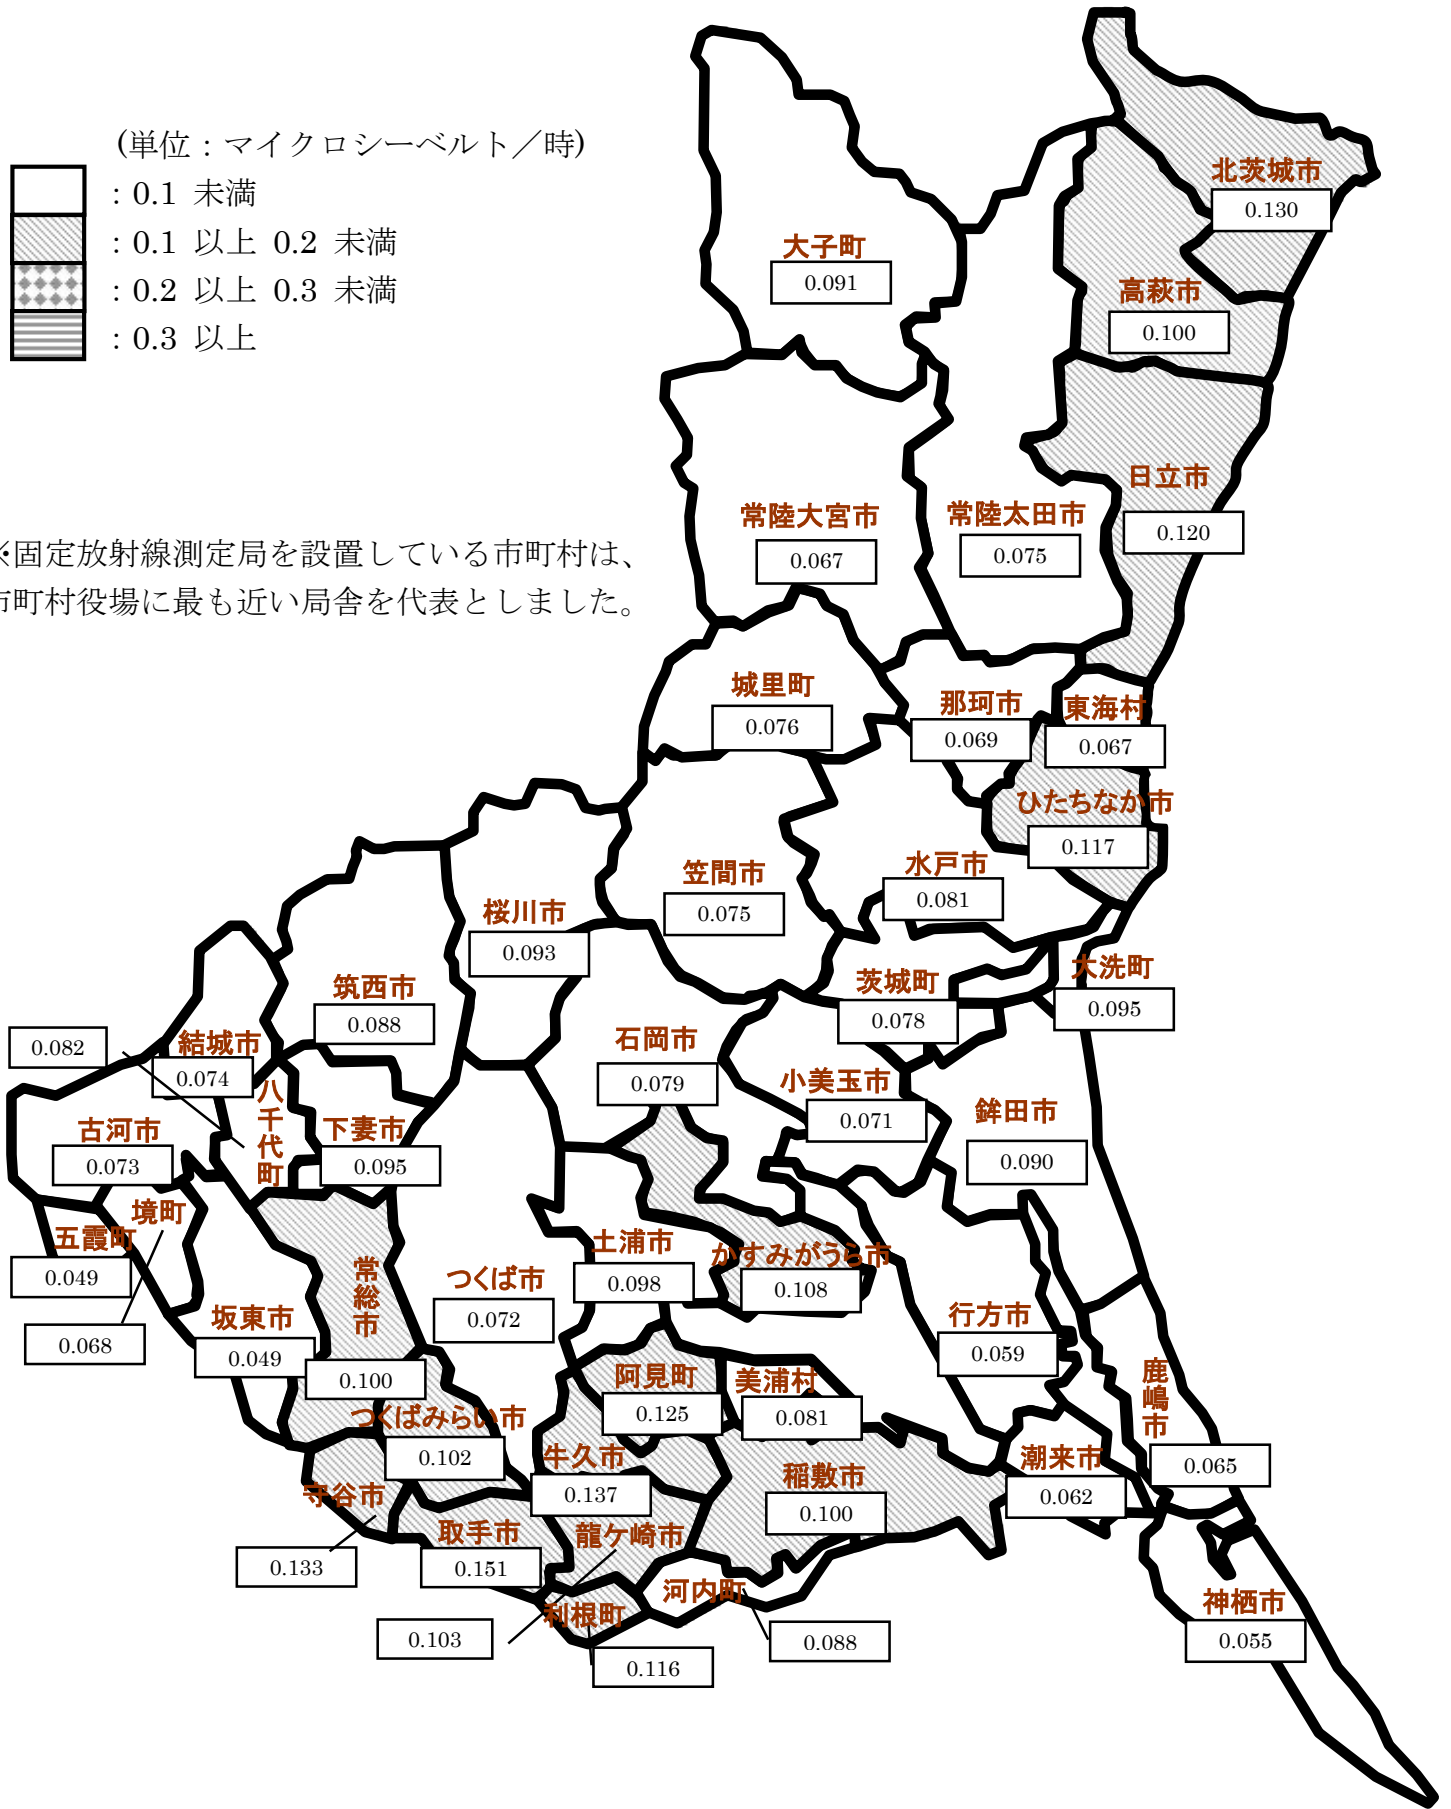 (単位：マイクロシーベルト／時)
：0.1 未満
：0.1 以上 0.2 未満
：0.2 以上 0.3 未満
：0.3 以上
※固定放射線測定局を設置している市町村は、
市町村役場に最も近い局舎を代表としました。
北茨城市
0.130
大子町
0.091
高萩市
0.100
日立市
0.120
常陸大宮市
0.067
常陸太田市
0.075
城里町
0.076
那珂市
0.069
東海村
0.067
ひたちなか市
0.117
水戸市
0.081
笠間市
0.075
桜川市
0.093
筑西市
0.088
茨城町
0.078
大洗町
0.095
結城市
0.074
0.082
八千代町
石岡市
0.079
小美玉市
0.071
鉾田市
0.090
古河市
0.073
下妻市
0.095
境町
五霞町
0.049
0.068
坂東市
0.049
常総市
0.100
つくば市
0.072
土浦市
0.098
かすみがうら市
0.108
行方市
0.059
鹿嶋市
0.065
阿見町
0.125
美浦村
0.081
つくばみらい市
0.102
牛久市
0.137
稲敷市
0.100
潮来市
0.062
守谷市
0.133
取手市
0.151
龍ケ崎市
0.103
利根町
0.116
河内町
0.088
神栖市
0.055